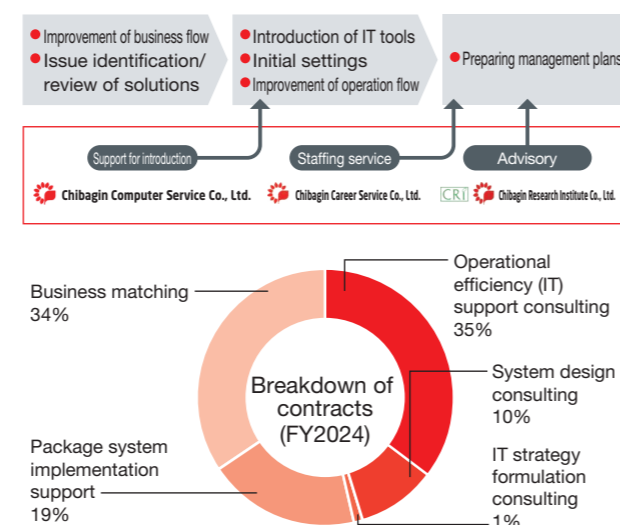 ● Improvement of business flow
● Issue identification/
review of solutions
● Introduction of IT tools
● Initial settings
● Improvement of operation flow
● Preparing management plans
Support for introduction
Staffing service
Advisory
Chibagin Computer Service Co., Ltd.
Chibagin Career Service Co., Ltd.
CRI Chibagin Research Institute Co., Ltd.
Business matching
34%
Operational
efficiency (IT)
support consulting
35%
System design
consulting
10%
Breakdown of
contracts
(FY2024)
Package system
implementation
support
19%
IT strategy
formulation
consulting
1%